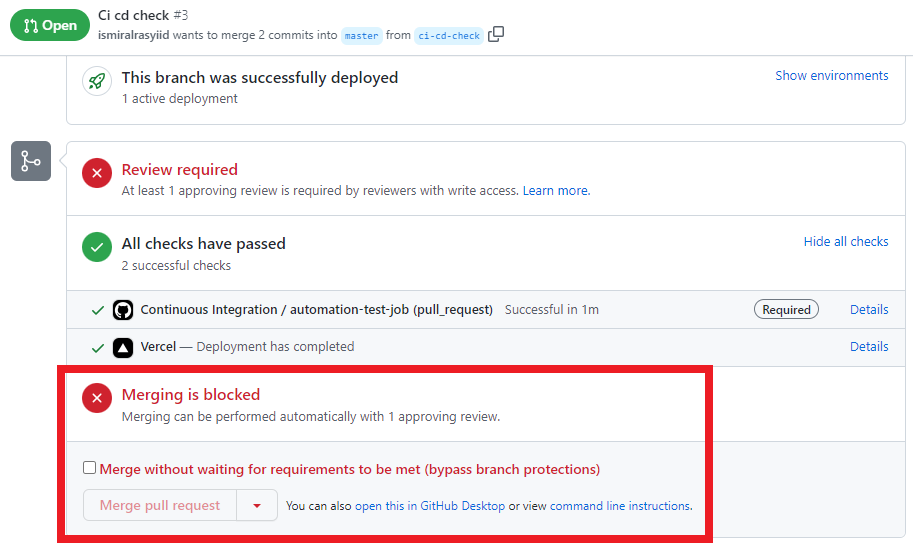 Open
Ci cd check #3
ismiralrasyiid wants to merge 2 commits into master from ci-cd-check
This branch was successfully deployed
Show environments
1 active deployment
Review required
At least 1 approving review is required by reviewers with write access. Learn more.
All checks have passed
Hide all checks
2 successful checks
Continuous Integration / automation-test-job (pull_request) Successful in 1m Required Details
Vercel — Deployment has completed Details
Merging is blocked
Merging can be performed automatically with 1 approving review.
Merge without waiting for requirements to be met (bypass branch protections)
Merge pull request You can also open this in GitHub Desktop or view command line instructions.